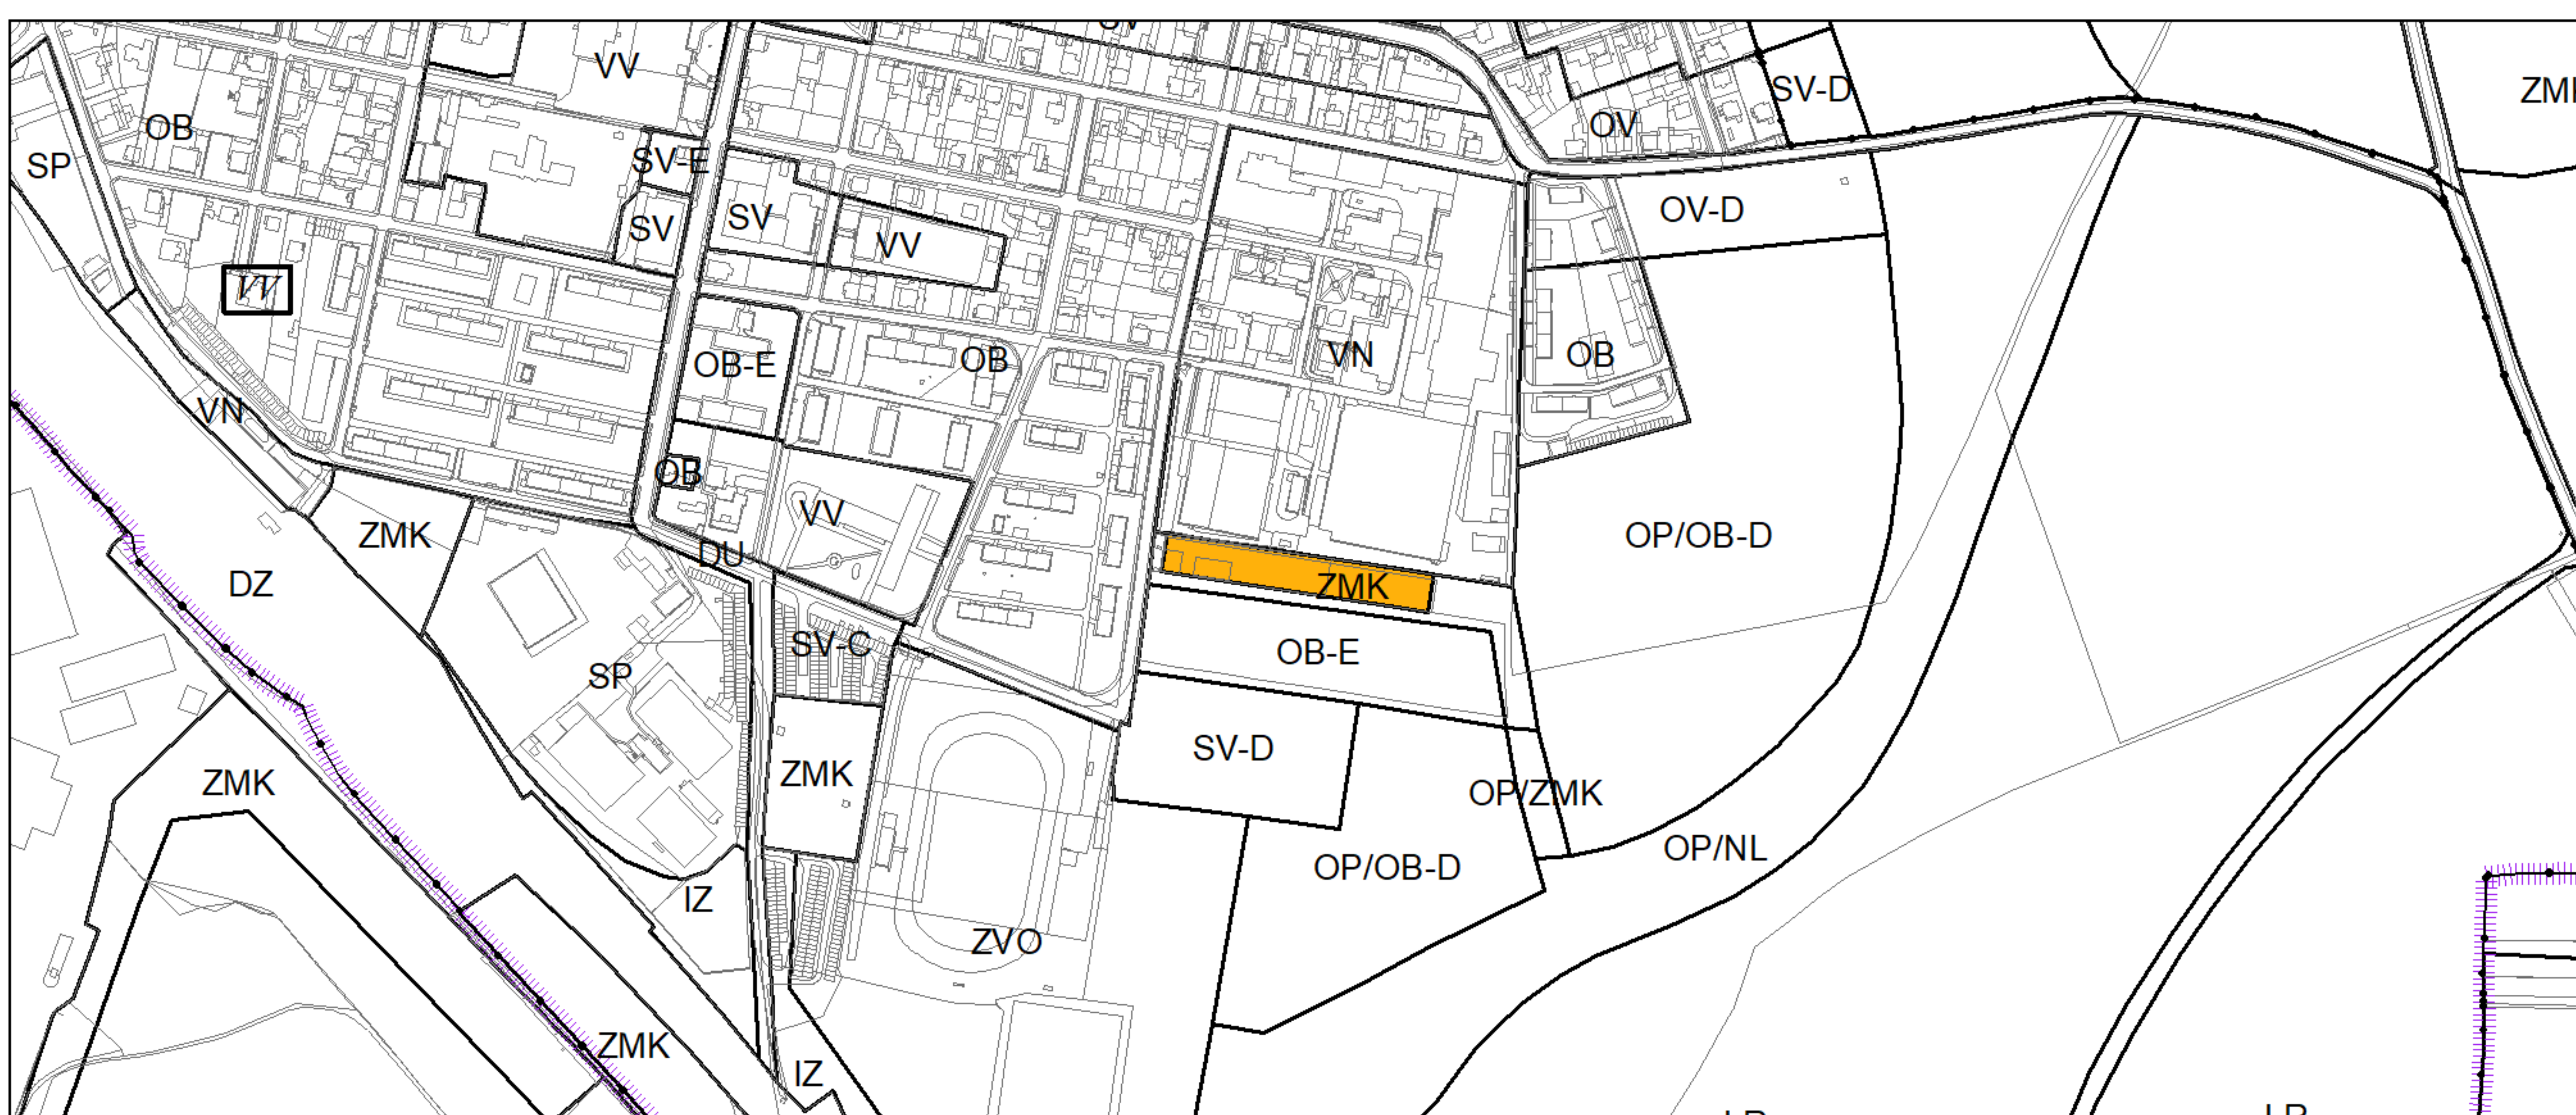 VV
SV-D
OB
OV
SP
SV-E
OV-D
SV
SV
VV
VV
OB-E
OB
VN
OB
VN
OB
VV
ZMK
OP/OB-D
DU
DZ
ZMK
SV-C
OB-E
SP
SV-D
ZMK
ZMK
OP/ZMK
OP/NL
OP/OB-D
IZ
ZVO
ZMK
IZ